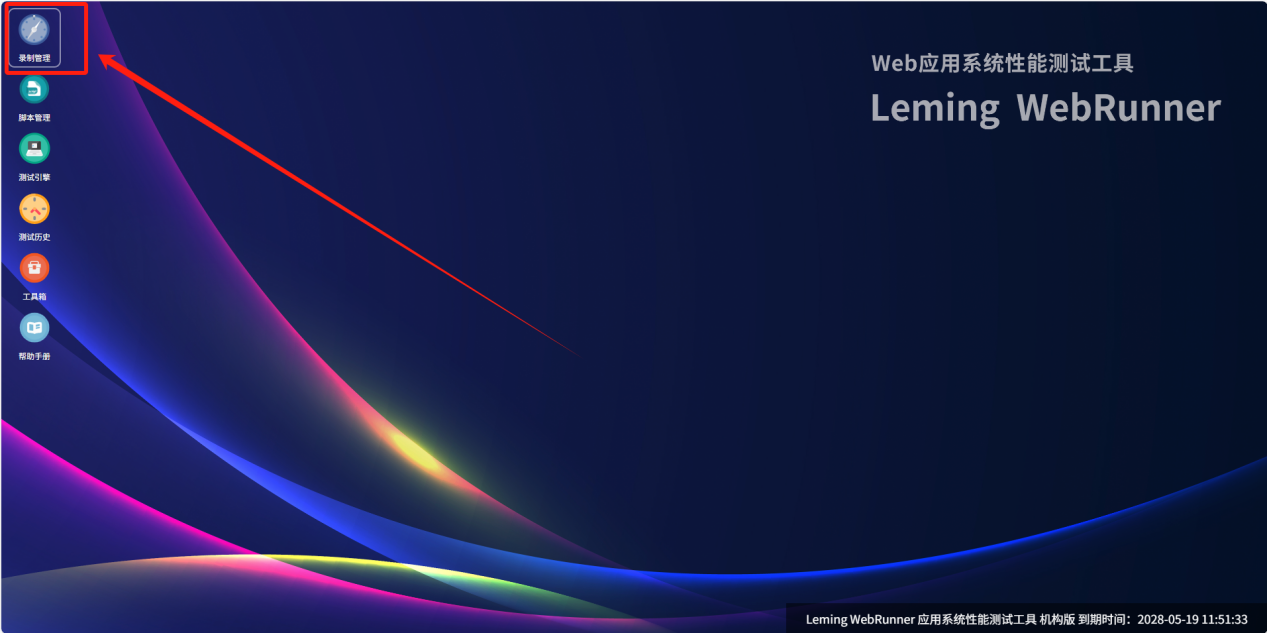 录制管理
脚本管理
测试引擎
测试历史
工具箱
帮助手册
Web应用系统性能测试工具
Leming WebRunner
Leming WebRunner 应用系统性能测试工具 机构版 到期时间：2028-05-19 11:51:33